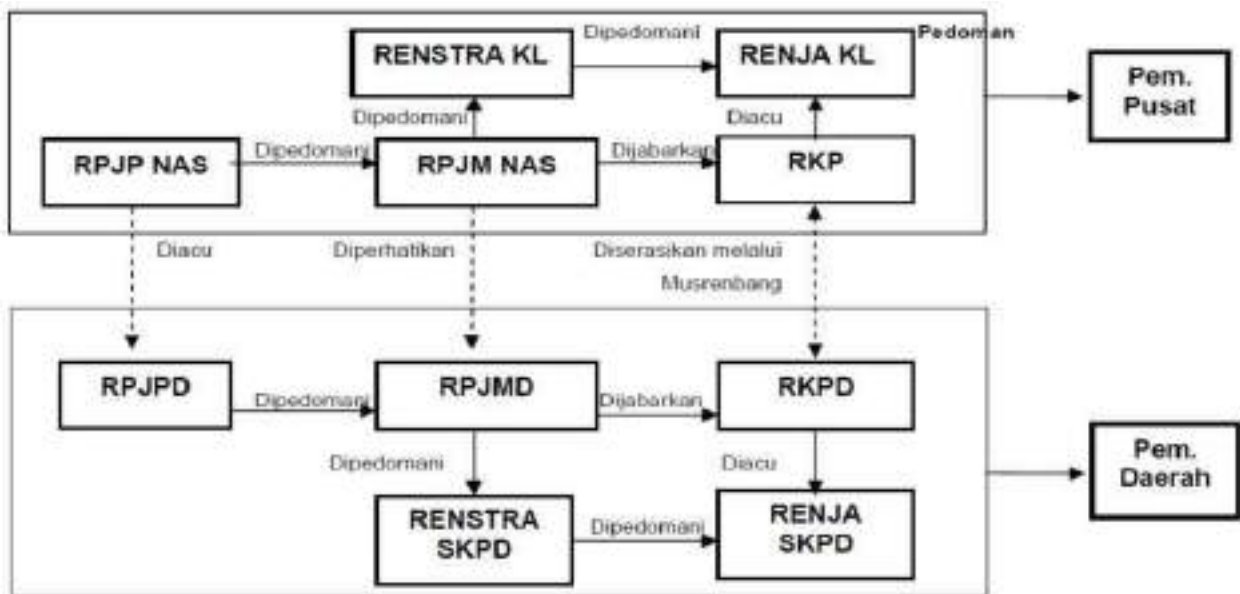 Dipedomani
Pedoman
RENSTRA KL
RENJA KL
Pem.
Pusat
Dipedomani
Diacu
RPJP NAS
Dipedomani
RPJM NAS
Dijabarkan
RKP
Diacu
Diperhatikan
Diserasikan melalui
Musrenbang
RPJPD
Dipedomani
RPJMD
Dijabarkan
RKPD
Dipedomani
Diacu
Pem.
Daerah
RENSTRA
SKPD
Dipedomani
RENJA
SKPD